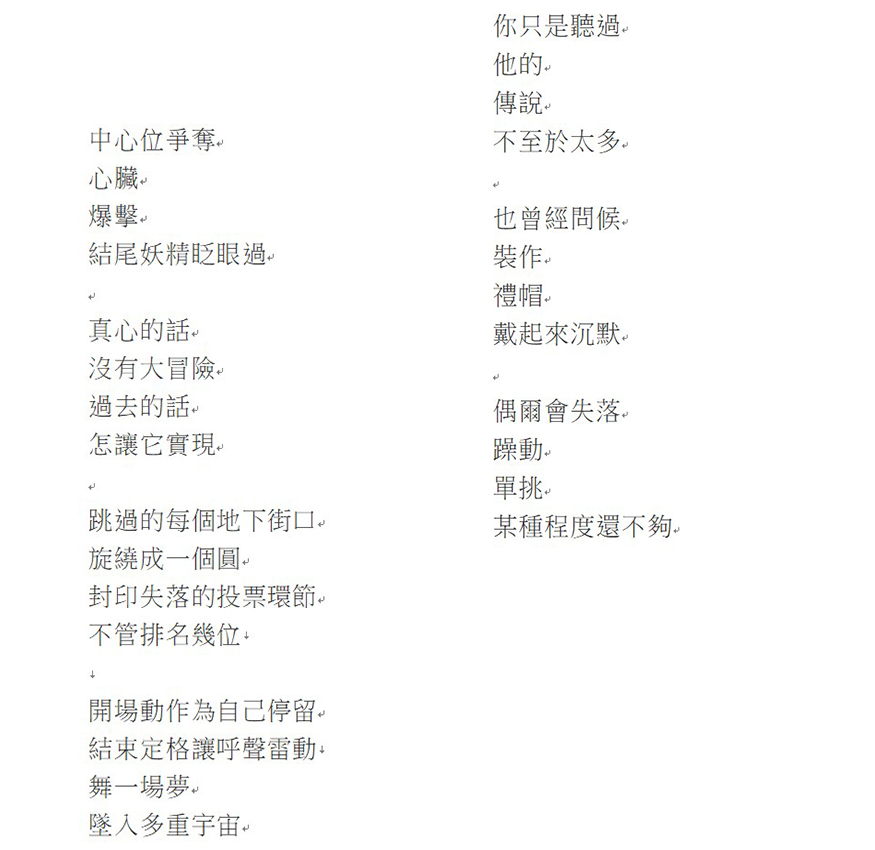 中心位爭奪
心臟
爆擊
結尾妖精眨眼過
真心的話
沒有大冒險
過去的話
怎讓它實現
跳過的每個地下街口
旋繞成一個圓
封印失落的投票環節
不管排名幾位
開場動作為自己停留
結束定格讓呼聲雷動
舞一場夢
墜入多重宇宙
你只是聽過
他的
傳說
不至於太多
也曾經問候
裝作
禮帽
戴起來沉默
偶爾會失落
躁動
單挑
某種程度還不夠